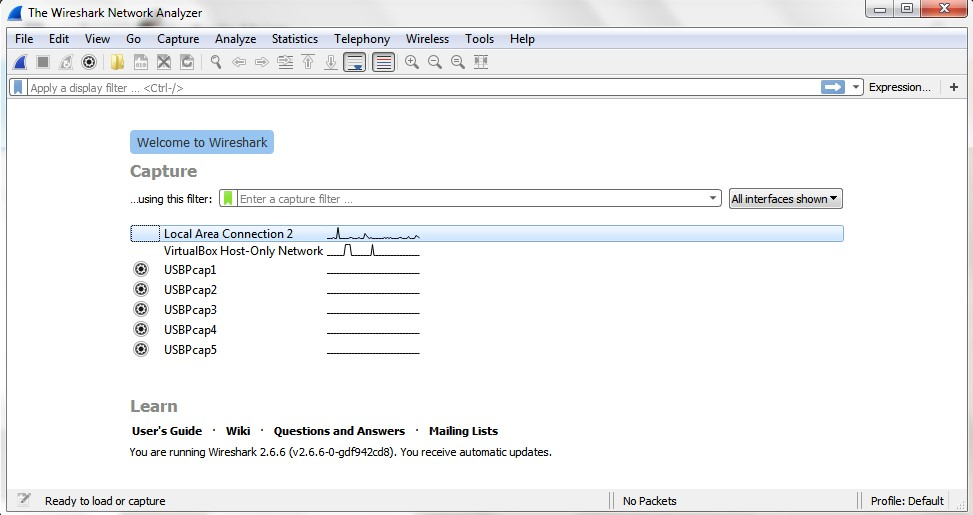 The Wireshark Network Analyzer
File Edit View Go Capture Analyze Statistics Telephony Wireless Tools Help
Apply a display filter ... <Ctrl-/> Expression... +
Welcome to Wireshark
Capture
...using this filter: Enter a capture filter ... All interfaces shown
Local Area Connection 2
VirtualBox Host-Only Network
USBPcap1
USBPcap2
USBPcap3
USBPcap4
USBPcap5
Learn
User's Guide · Wiki · Questions and Answers · Mailing Lists
You are running Wireshark 2.6.6 (v2.6.6-0-gdf942cd8). You receive automatic updates.
Ready to load or capture No Packets Profile: Default